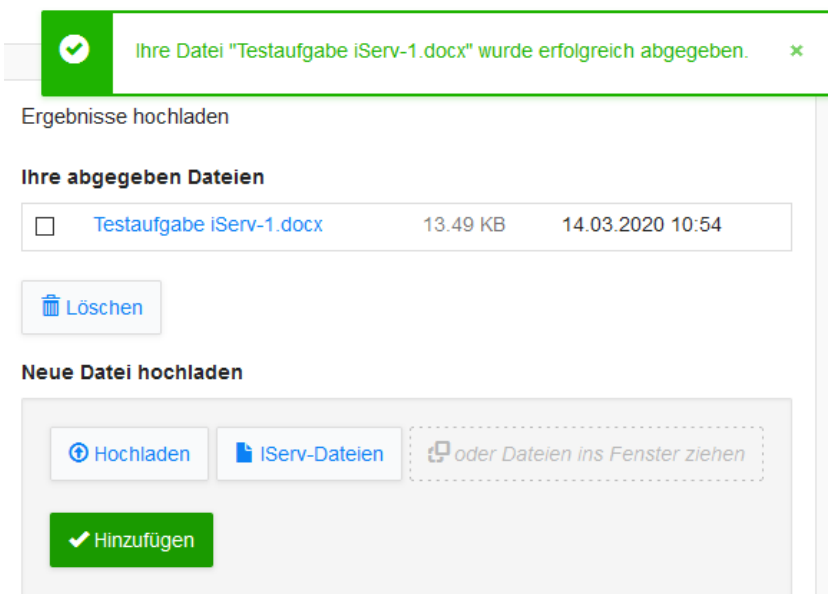 Ihre Datei "Testaufgabe iServ-1.docx" wurde erfolgreich abgegeben. ×
Ergebnisse hochladen
Ihre abgegeben Dateien
Testaufgabe iServ-1.docx 13.49 KB 14.03.2020 10:54
Löschen
Neue Datei hochladen
Hochladen IServ-Dateien oder Dateien ins Fenster ziehen
Hinzufügen